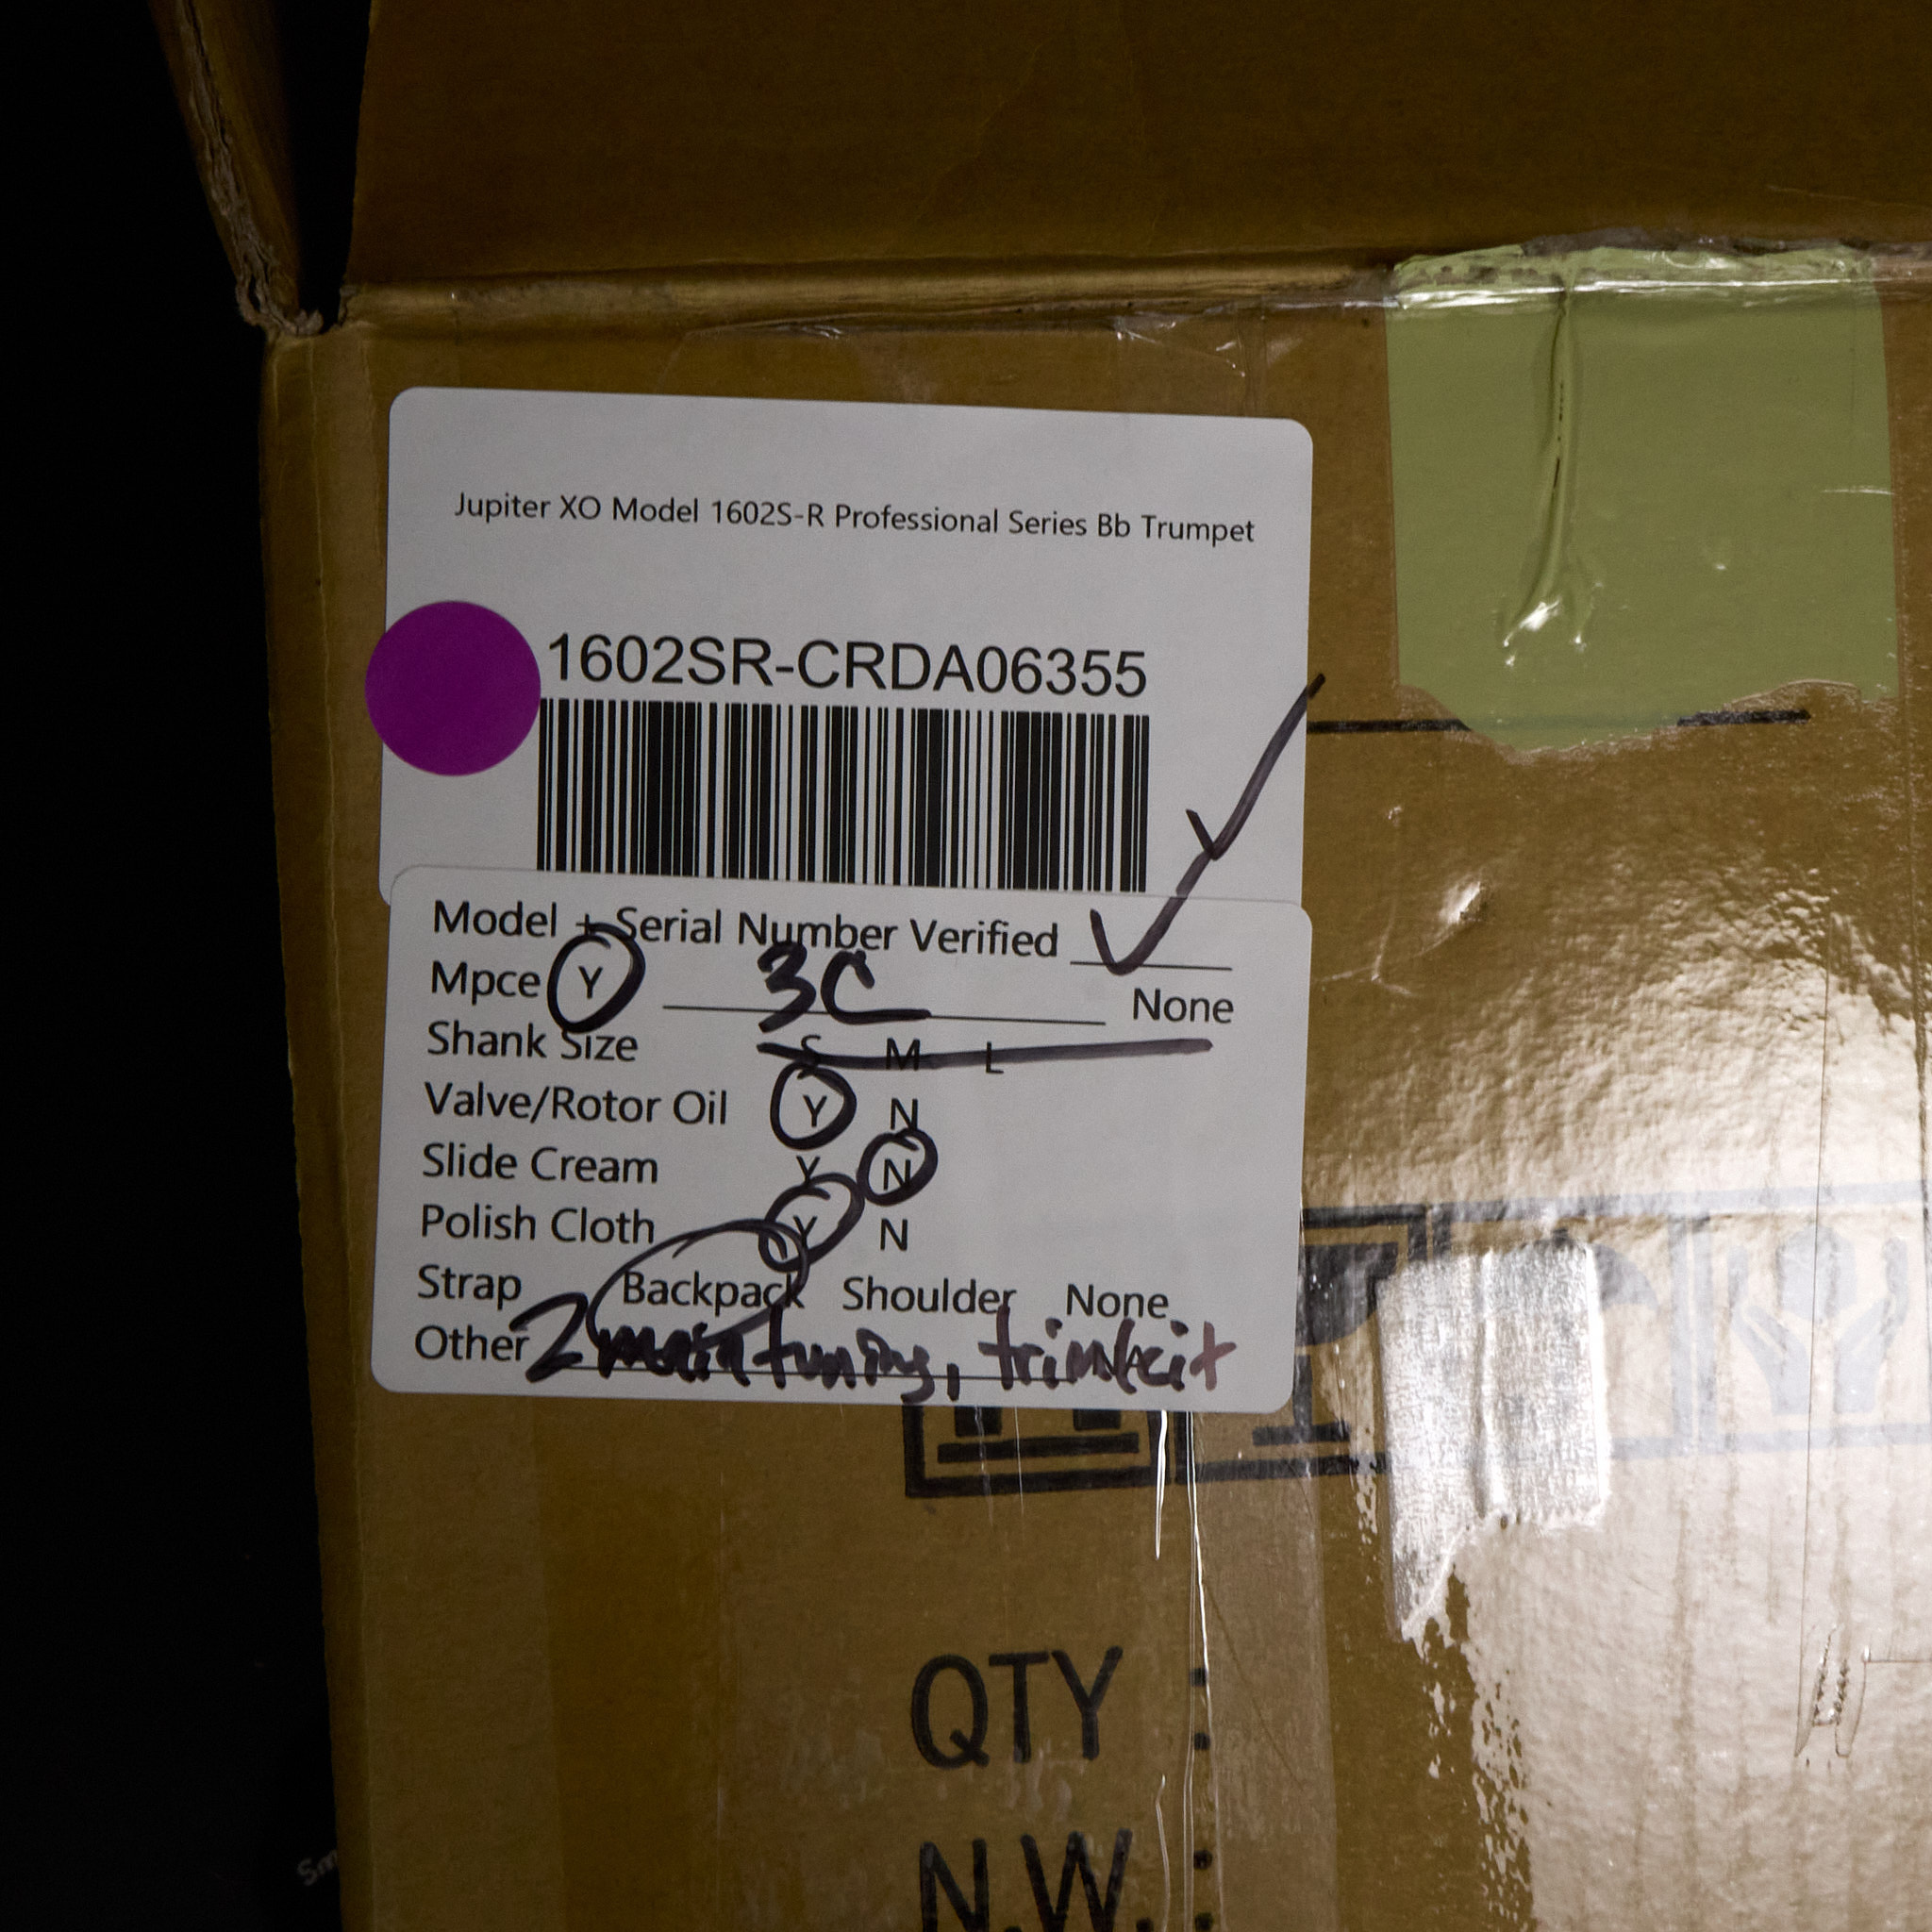 Jupiter XO Model 1602S-R Professional Series Bb Trumpet
1602SR-CRDA06355
Model + Serial Number Verified
Mpce Y 3C None
Shank Size S M L
Valve/Rotor Oil Y N
Slide Cream Y N
Polish Cloth Y N
Strap Backpack Shoulder None
Other 2 main tuning, trim kit
QTY :
N.W. :